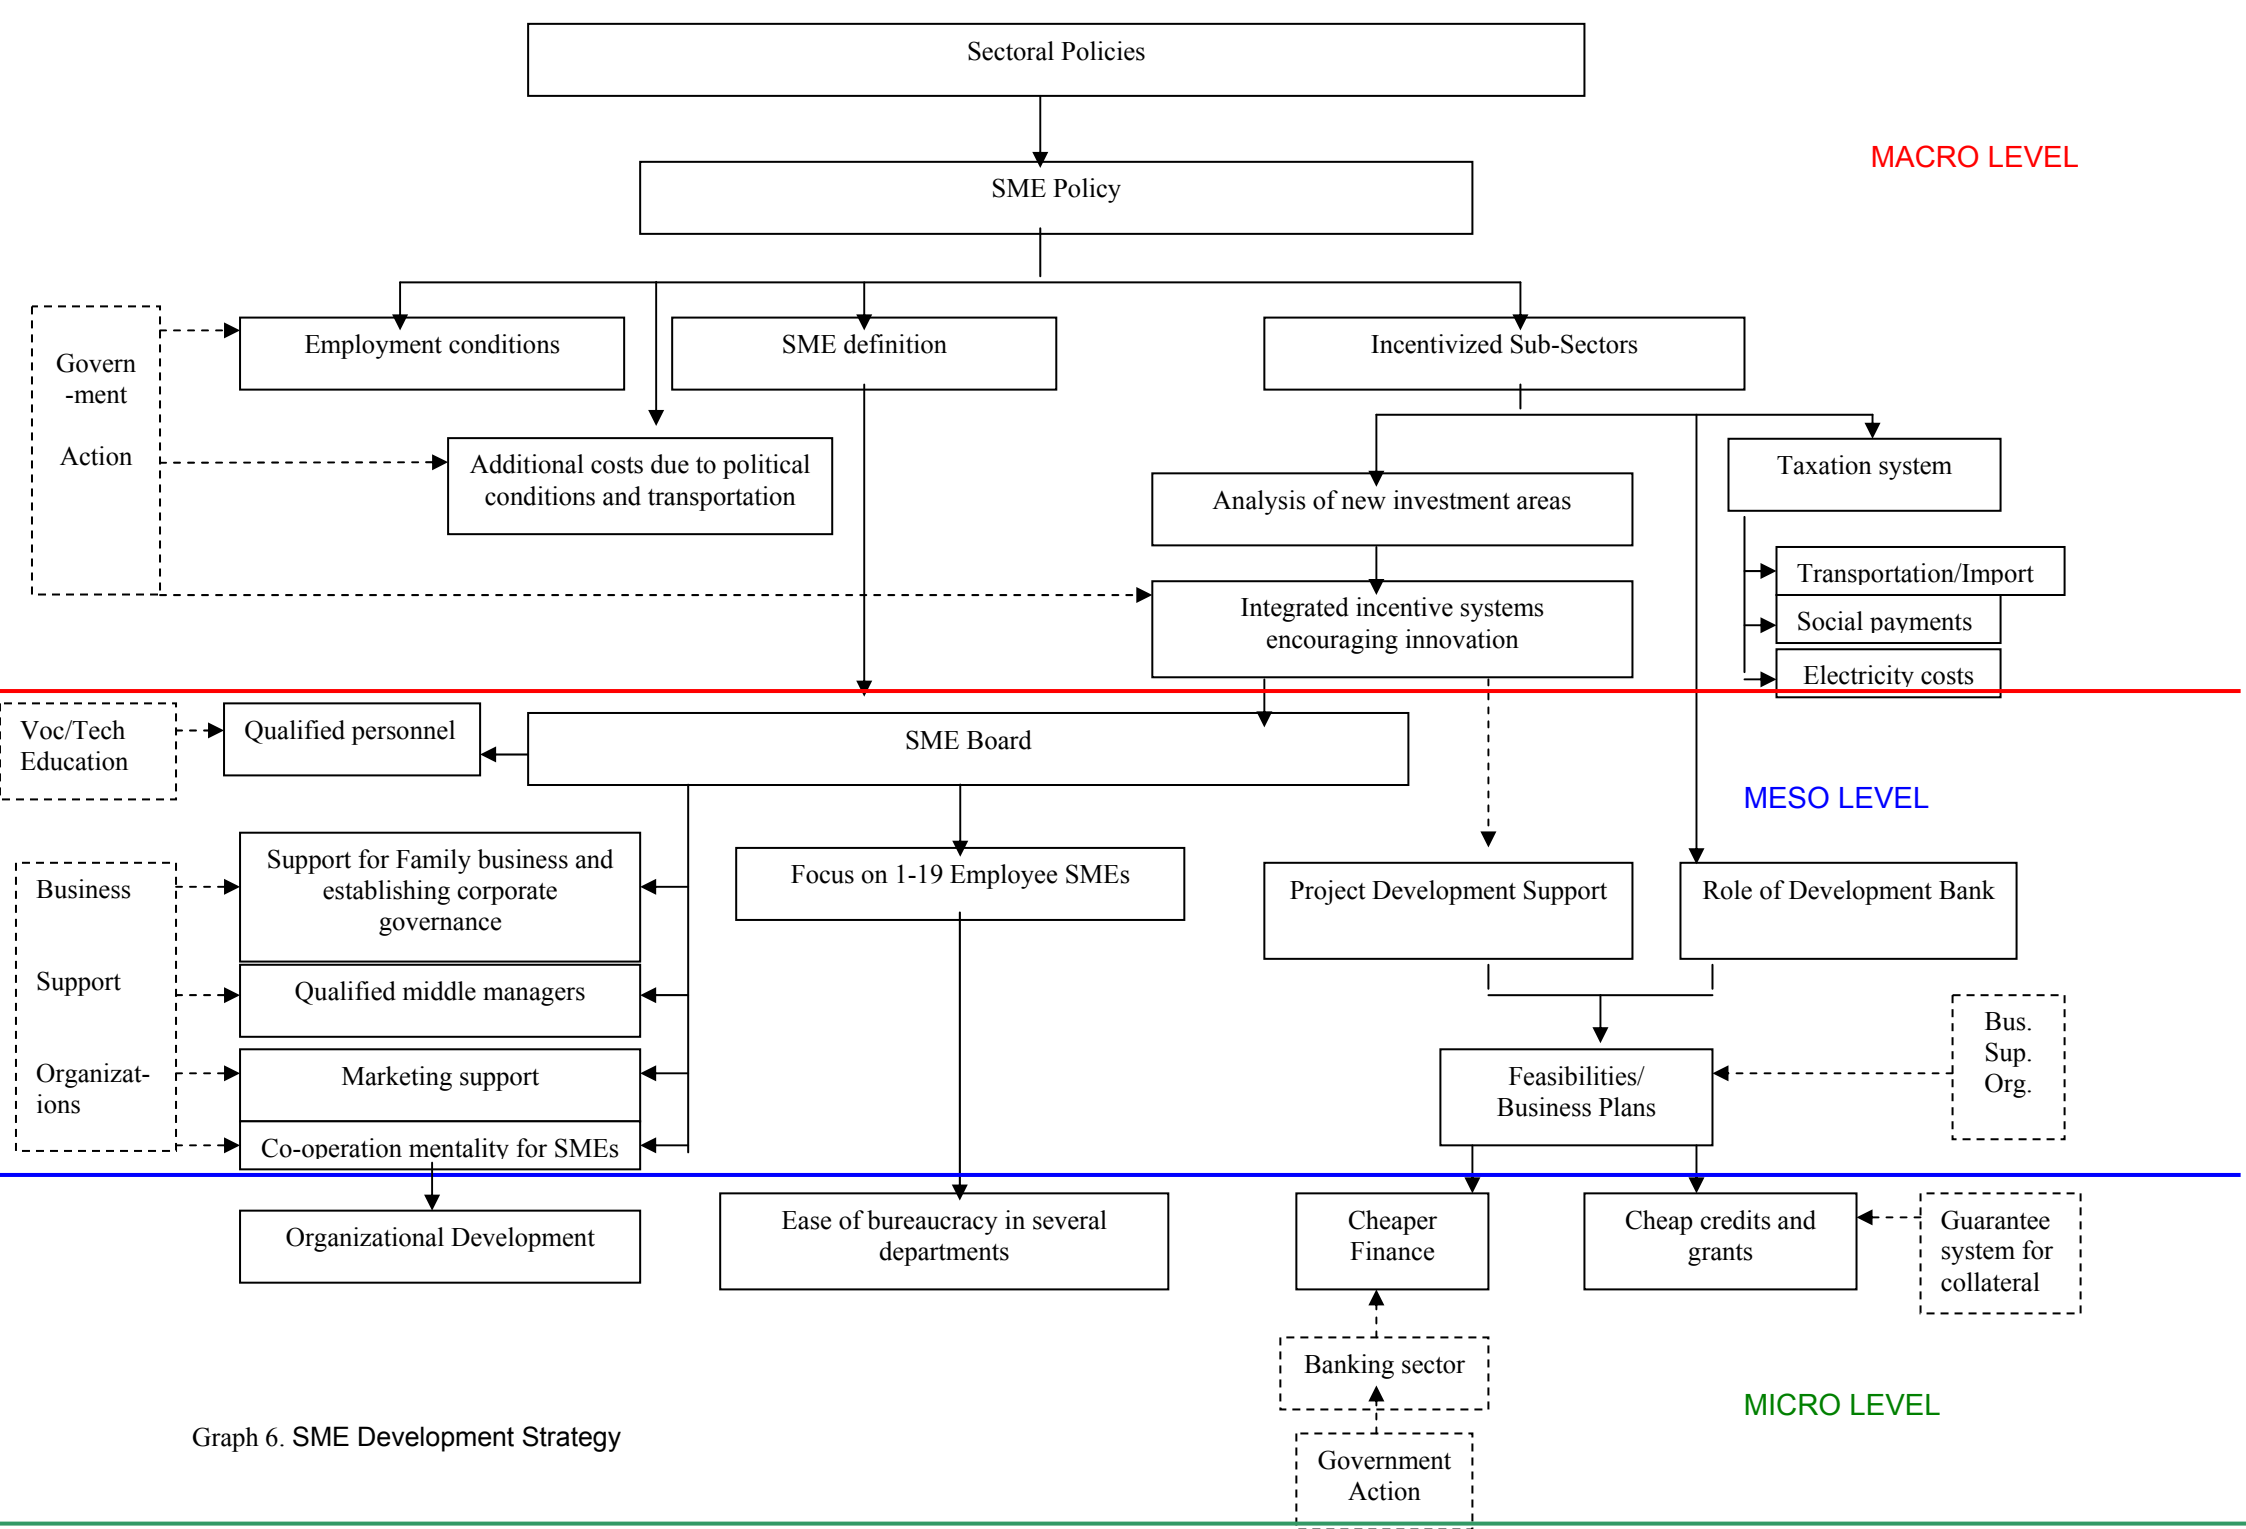 Sectoral Policies
MACRO LEVEL
SME Policy
Govern
-ment
Action
Employment conditions
SME definition
Incentivized Sub-Sectors
Additional costs due to political
conditions and transportation
Taxation system
Analysis of new investment areas
Transportation/Import
Integrated incentive systems
encouraging innovation
Social payments
Electricity costs
Voc/Tech
Education
Qualified personnel
SME Board
MESO LEVEL
Business
Support
Organizat-
ions
Support for Family business and
establishing corporate
governance
Focus on 1-19 Employee SMEs
Project Development Support
Role of Development Bank
Qualified middle managers
Marketing support
Feasibilities/
Business Plans
Bus.
Sup.
Org.
Co-operation mentality for SMEs
Organizational Development
Ease of bureaucracy in several
departments
Cheaper
Finance
Cheap credits and
grants
Guarantee
system for
collateral
Banking sector
MICRO LEVEL
Graph 6. SME Development Strategy
Government
Action